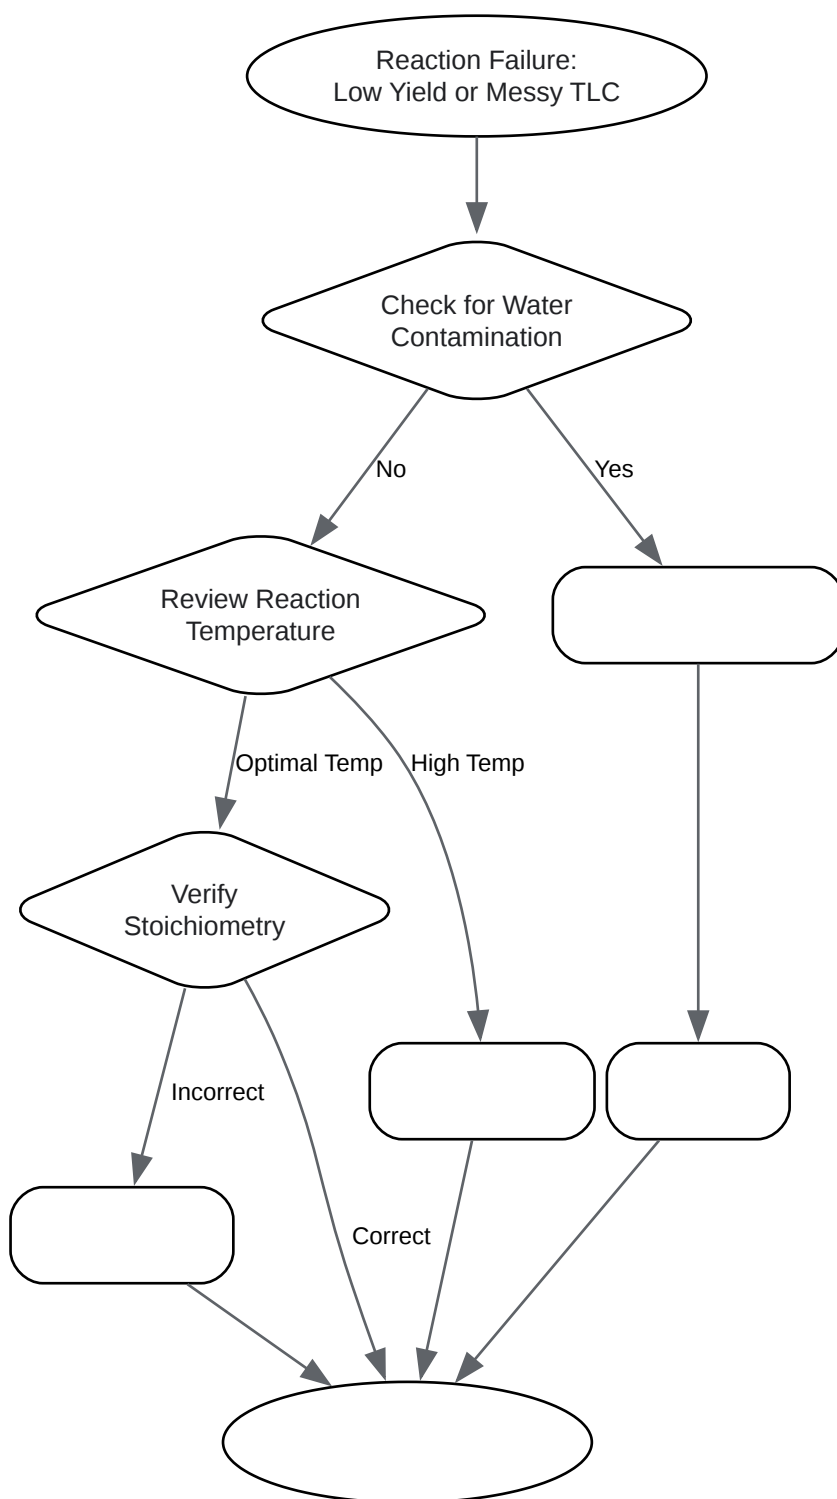 Reaction Failure:
Low Yield or Messy TLC
Check for Water
Contamination
No
Yes
Review Reaction
Temperature
Optimal Temp
High Temp
Verify
Stoichiometry
Incorrect
Correct